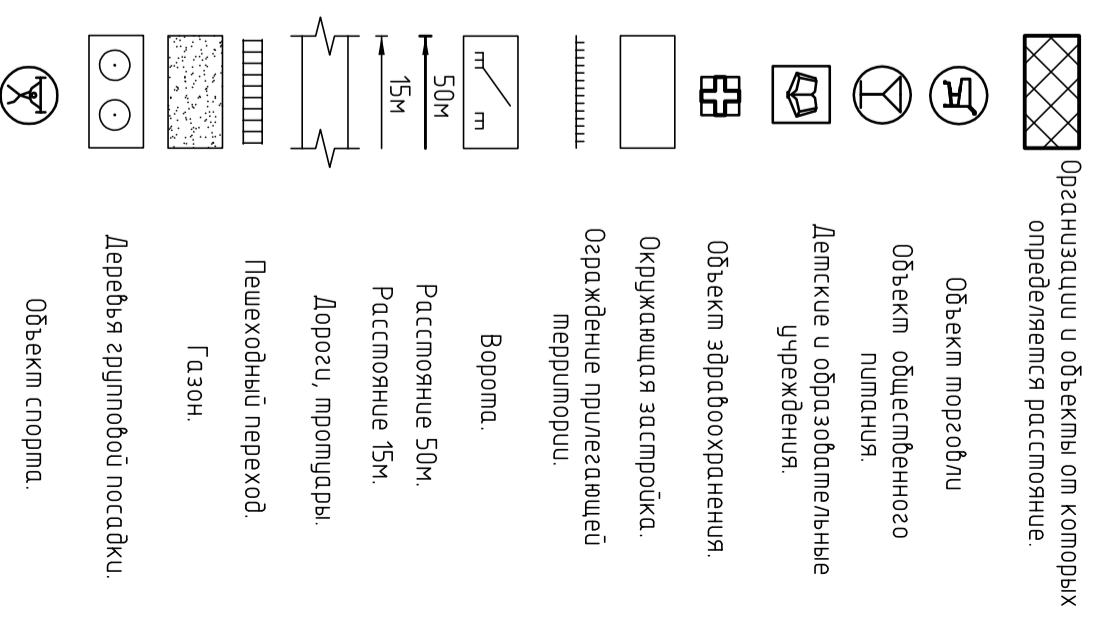 Организации и объекты от которых
определяется расстояние.
Объект торговли
Объект общественного
питания.
Детские и образовательные
учреждения.
Объект здравоохранения.
Окружающая застройка.
Ограждение прилегающей
территории.
Ворота.
50м
Расстояние 50м.
15м
Расстояние 15м.
Дороги, тротуары.
Пешеходный переход.
Газон.
Деревья групповой посадки.
Объект спорта.